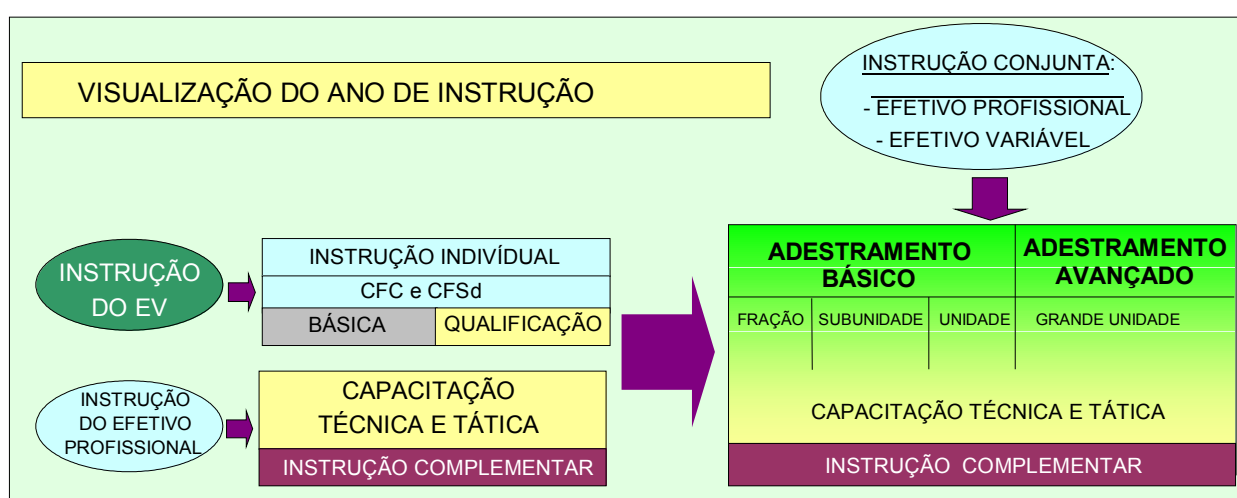 VISUALIZAÇÃO DO ANO DE INSTRUÇÃO
INSTRUÇÃO CONJUNTA:
- EFETIVO PROFISSIONAL
- EFETIVO VARIÁVEL
INSTRUÇÃO
DO EV
INSTRUÇÃO INDIVÍDUAL
CFC e CFSd
BÁSICA
QUALIFICAÇÃO
INSTRUÇÃO
DO EFETIVO
PROFISSIONAL
CAPACITAÇÃO
TÉCNICA E TÁTICA
INSTRUÇÃO COMPLEMENTAR
ADESTRAMENTO
BÁSICO
ADESTRAMENTO
AVANÇADO
FRAÇÃO
SUBUNIDADE
UNIDADE
GRANDE UNIDADE
CAPACITAÇÃO TÉCNICA E TÁTICA
INSTRUÇÃO COMPLEMENTAR